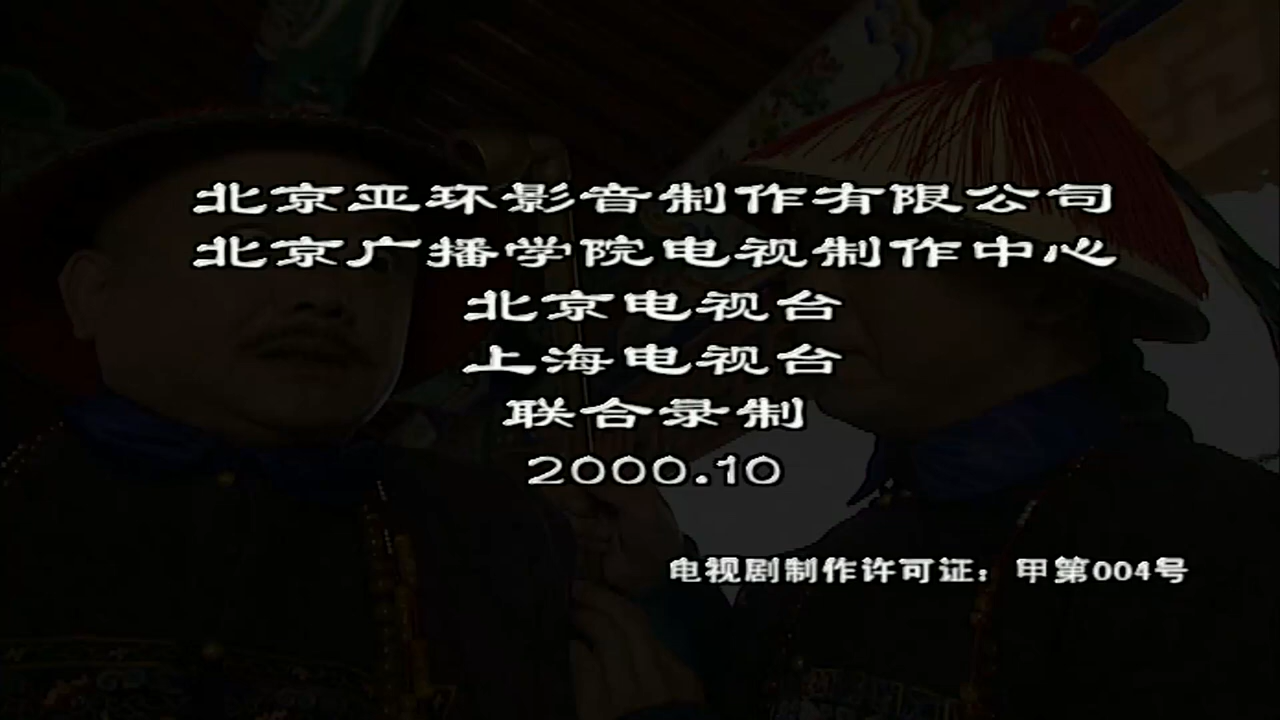 北京亚环影音制作有限公司
北京广播学院电视制作中心
北京电视台
上海电视台
联合录制
2000.10
电视剧制作许可证：甲第004号